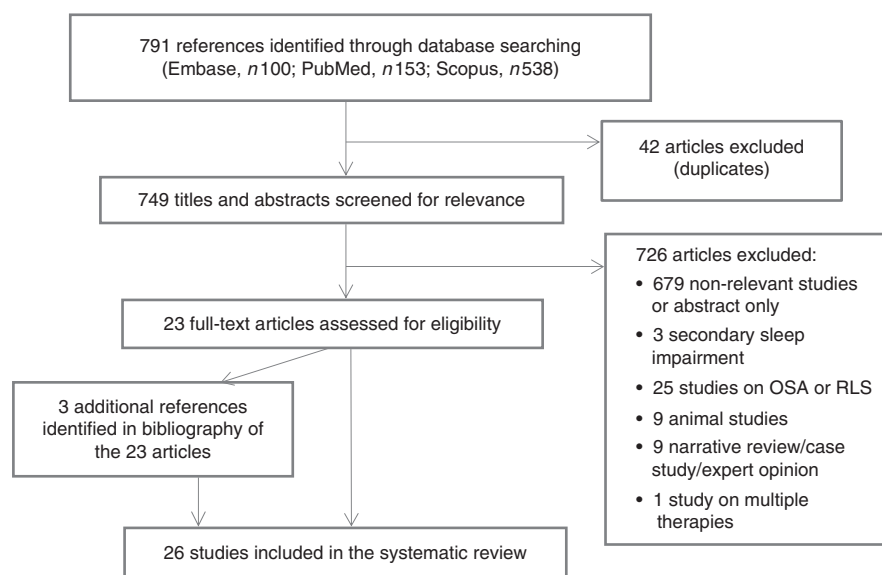 791 references identified through database searching
(Embase, n100; PubMed, n153; Scopus, n538)
42 articles excluded
(duplicates)
749 titles and abstracts screened for relevance
726 articles excluded:
• 679 non-relevant studies
or abstract only
• 3 secondary sleep
impairment
• 25 studies on OSA or RLS
• 9 animal studies
• 9 narrative review/case
study/expert opinion
• 1 study on multiple
therapies
23 full-text articles assessed for eligibility
3 additional references
identified in bibliography of
the 23 articles
26 studies included in the systematic review